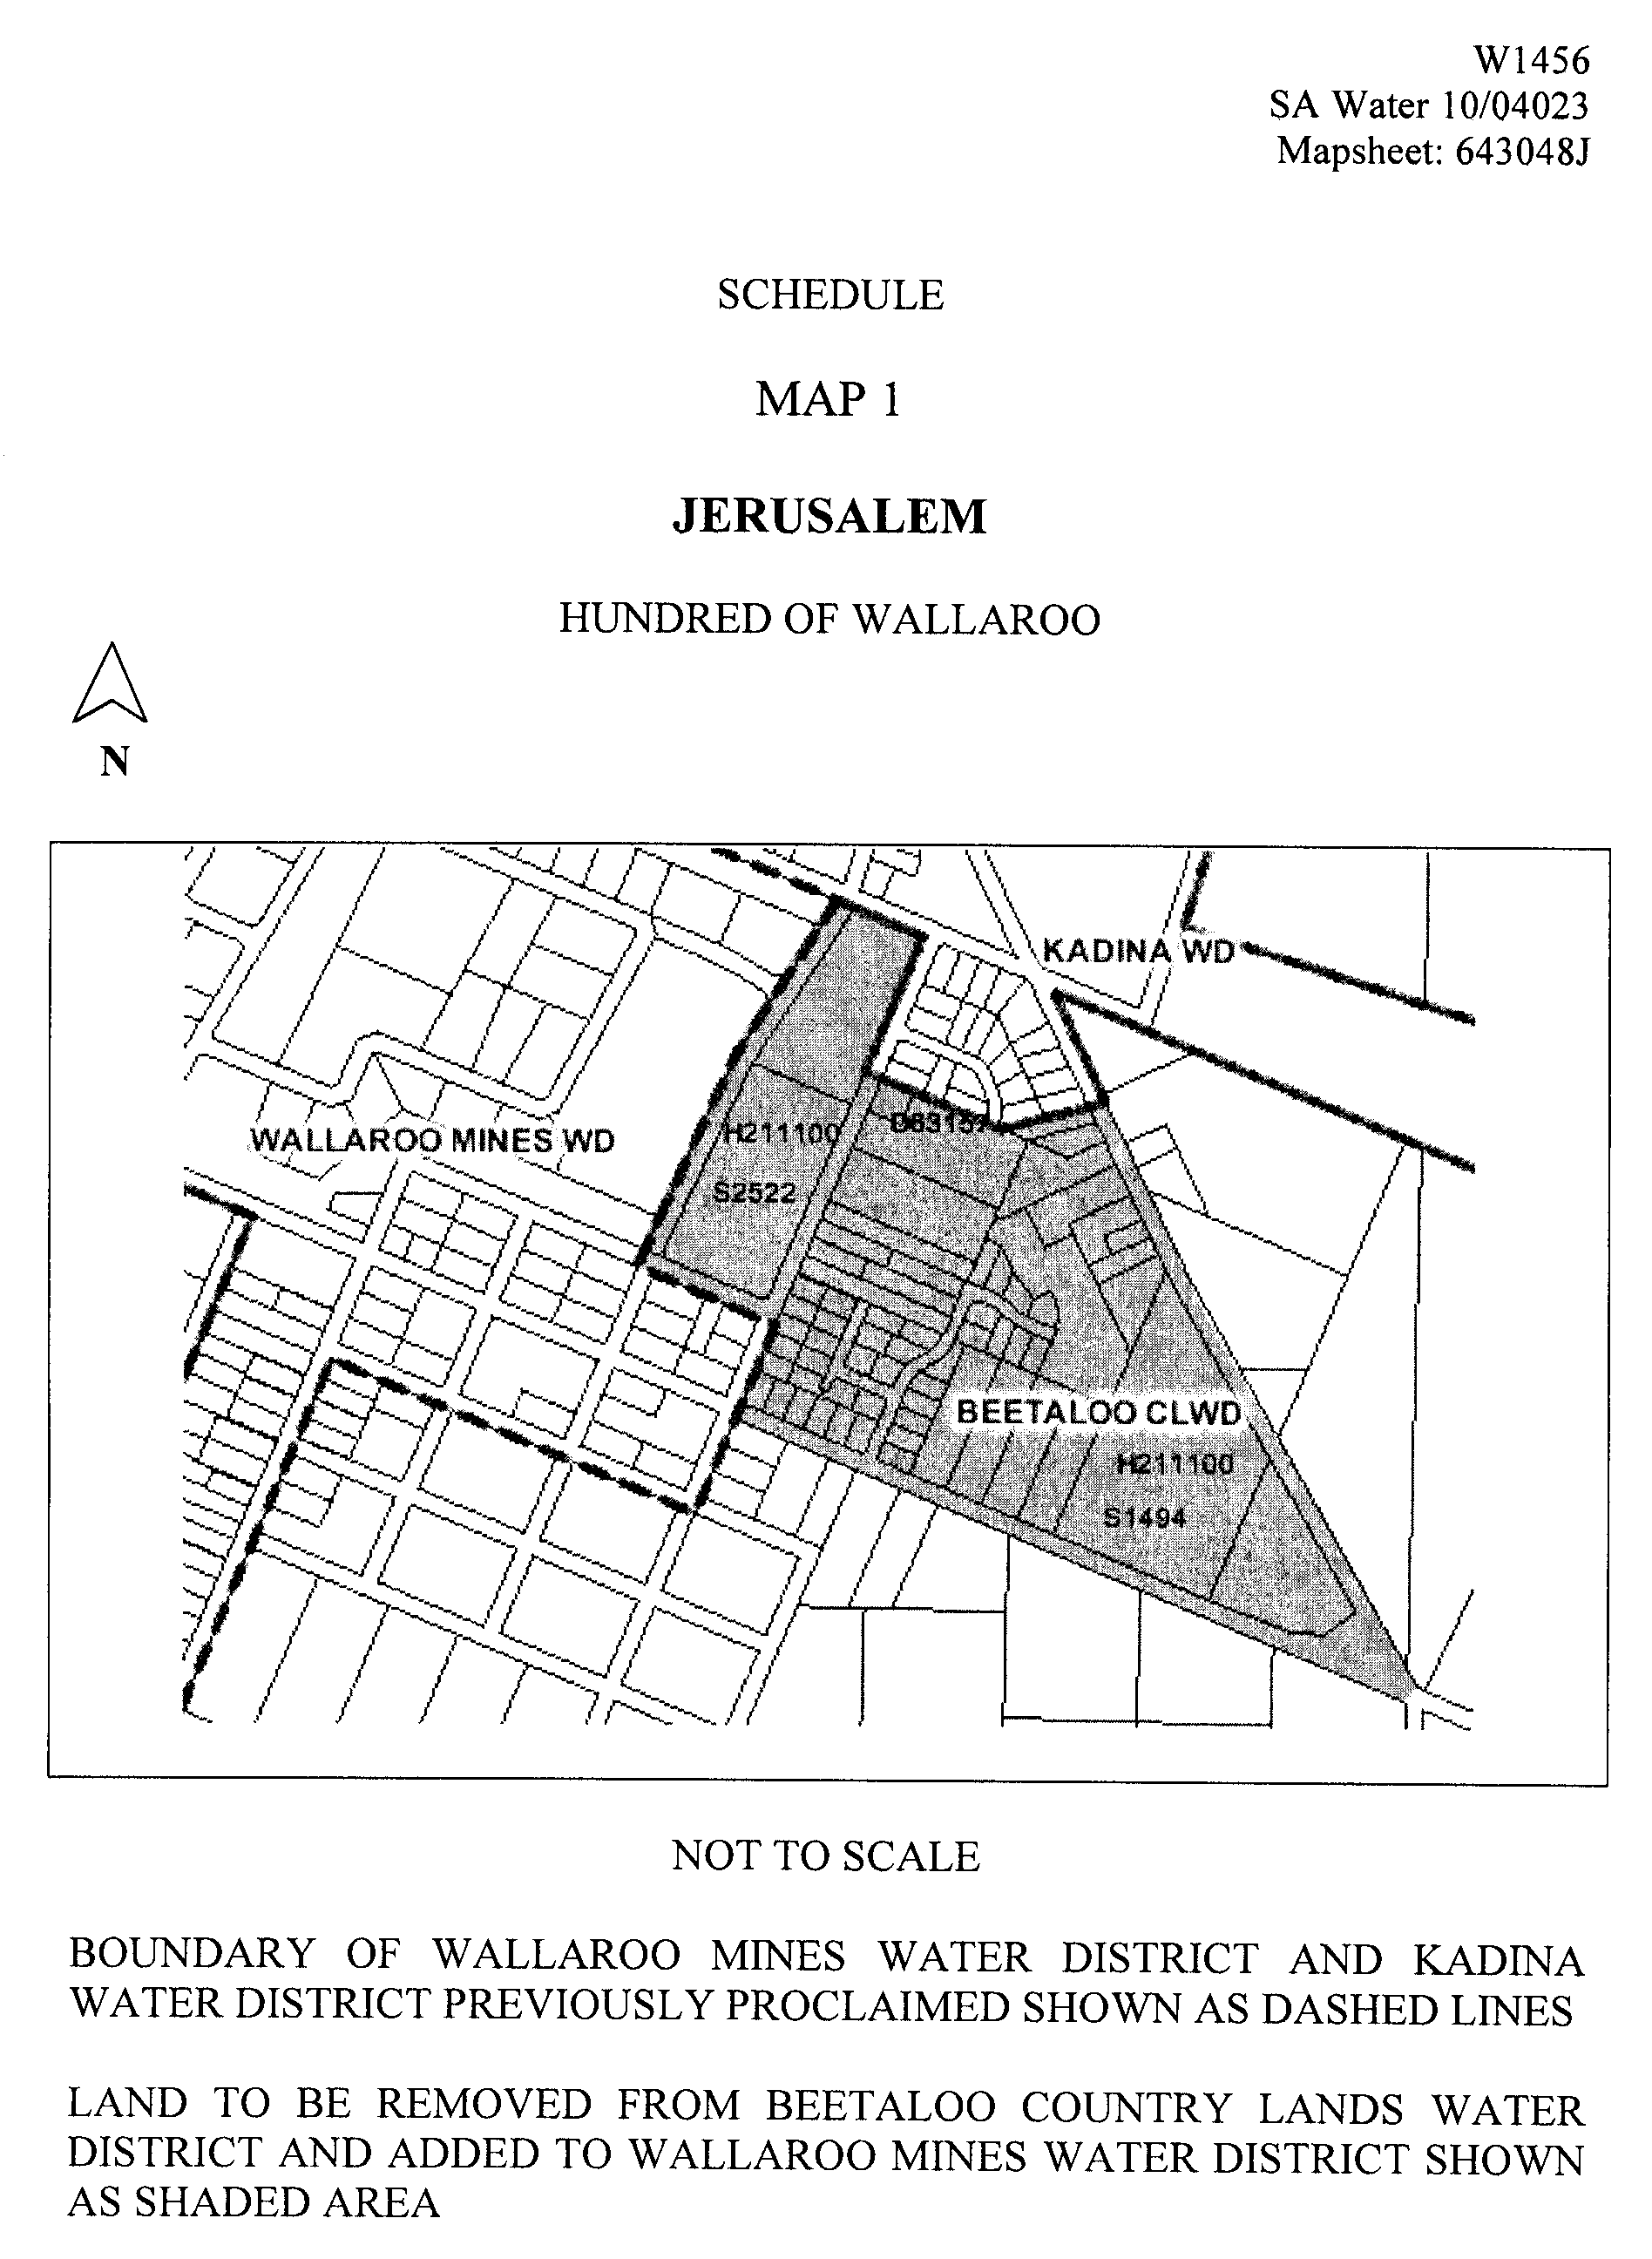 W1456
SA Water 10/04023
Mapsheet: 643048J
SCHEDULE
MAP 1
JERUSALEM
HUNDRED OF WALLAROO
N
KADINA WD
D83157
H211100
WALLAROO MINES WD
S2522
BEETALOO CLWD
H211100
S1494
NOT TO SCALE
BOUNDARY OF WALLAROO MINES WATER DISTRICT AND KADINA
WATER DISTRICT PREVIOUSLY PROCLAIMED SHOWN AS DASHED LINES
LAND TO BE REMOVED FROM BEETALOO COUNTRY LANDS WATER
DISTRICT AND ADDED TO WALLAROO MINES WATER DISTRICT SHOWN
AS SHADED AREA